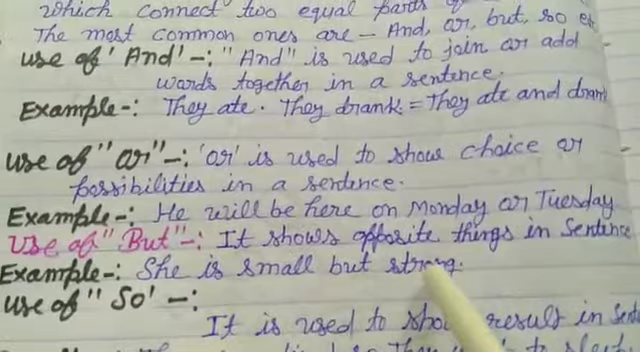 which connect two equal parts of
The most common ones are - And, or, but, so etc
use of 'And' -: "And" is used to join or add
words together in a sentence.
Example -: They ate. They drank. = They ate and drank
use of "or" -: 'or' is used to show choice or
possibilities in a sentence.
Example -: He will be here on Monday or Tuesday
Use of "But" -: It shows opposite things in Sentence
Example -: She is small but strong.
use of " So' -:
It is used to show result in